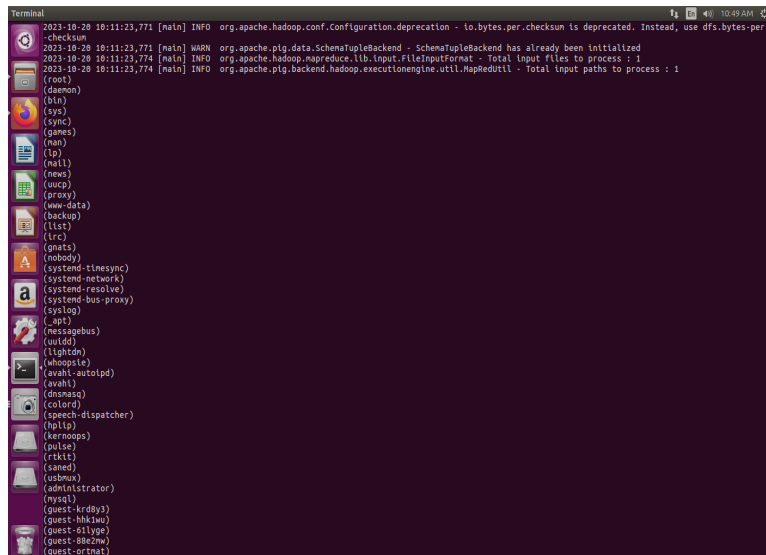 Terminal
En 10:49 AM
2023-10-20 10:11:23,771 [main] INFO org.apache.hadoop.conf.Configuration.deprecation - io.bytes.per.checksum is deprecated. Instead, use dfs.bytes-per
-checksum
2023-10-20 10:11:23,771 [main] WARN org.apache.pig.data.SchemaTupleBackend - SchemaTupleBackend has already been initialized
2023-10-20 10:11:23,774 [main] INFO org.apache.hadoop.mapreduce.lib.input.FileInputFormat - Total input files to process : 1
2023-10-20 10:11:23,774 [main] INFO org.apache.pig.backend.hadoop.executionengine.util.MapRedUtil - Total input paths to process : 1
(root)
(daemon)
(bin)
(sys)
(sync)
(games)
(man)
(lp)
(mail)
(news)
(uucp)
(proxy)
(www-data)
(backup)
(list)
(irc)
(gnats)
(nobody)
(systemd-timesync)
(systemd-network)
(systemd-resolve)
(systemd-bus-proxy)
(syslog)
(_apt)
(messagebus)
(uuidd)
(lightdm)
(whoopsie)
(avahi-autoipd)
(avahi)
(dnsmasq)
(colord)
(speech-dispatcher)
(hplip)
(kernoops)
(pulse)
(rtkit)
(saned)
(usbmux)
(administrator)
(mysql)
(guest-krd8y3)
(guest-hhk1wu)
(guest-61lyge)
(guest-88e2mw)
(guest-ortmat)